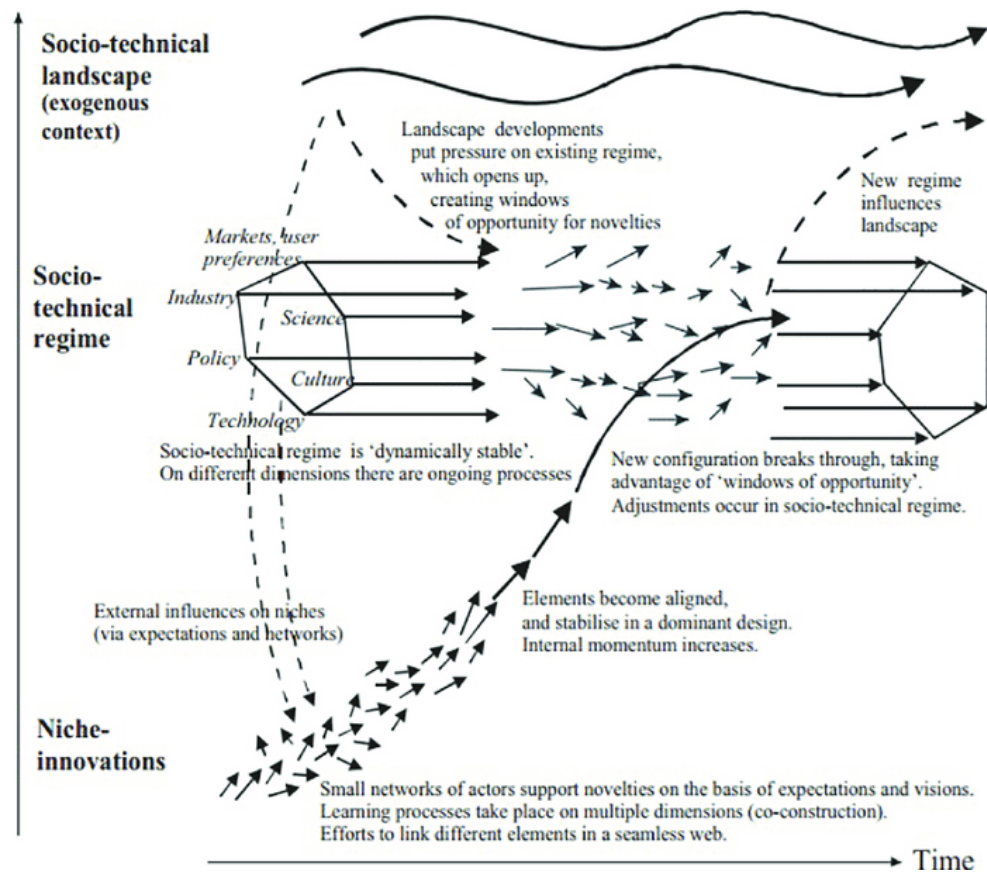 Socio-technical
landscape
(exogenous
context)
Landscape developments
put pressure on existing regime,
which opens up,
creating windows
of opportunity for novelties
New regime
influences
landscape
Markets, user
preferences
Socio-
technical
regime
Industry
Science
Policy
Culture
Technology
Socio-technical regime is ‘dynamically stable’.
On different dimensions there are ongoing processes
New configuration breaks through, taking
advantage of ‘windows of opportunity’.
Adjustments occur in socio-technical regime.
External influences on niches
(via expectations and networks)
Elements become aligned,
and stabilise in a dominant design.
Internal momentum increases.
Niche-
innovations
Small networks of actors support novelties on the basis of expectations and visions.
Learning processes take place on multiple dimensions (co-construction).
Efforts to link different elements in a seamless web.
Time